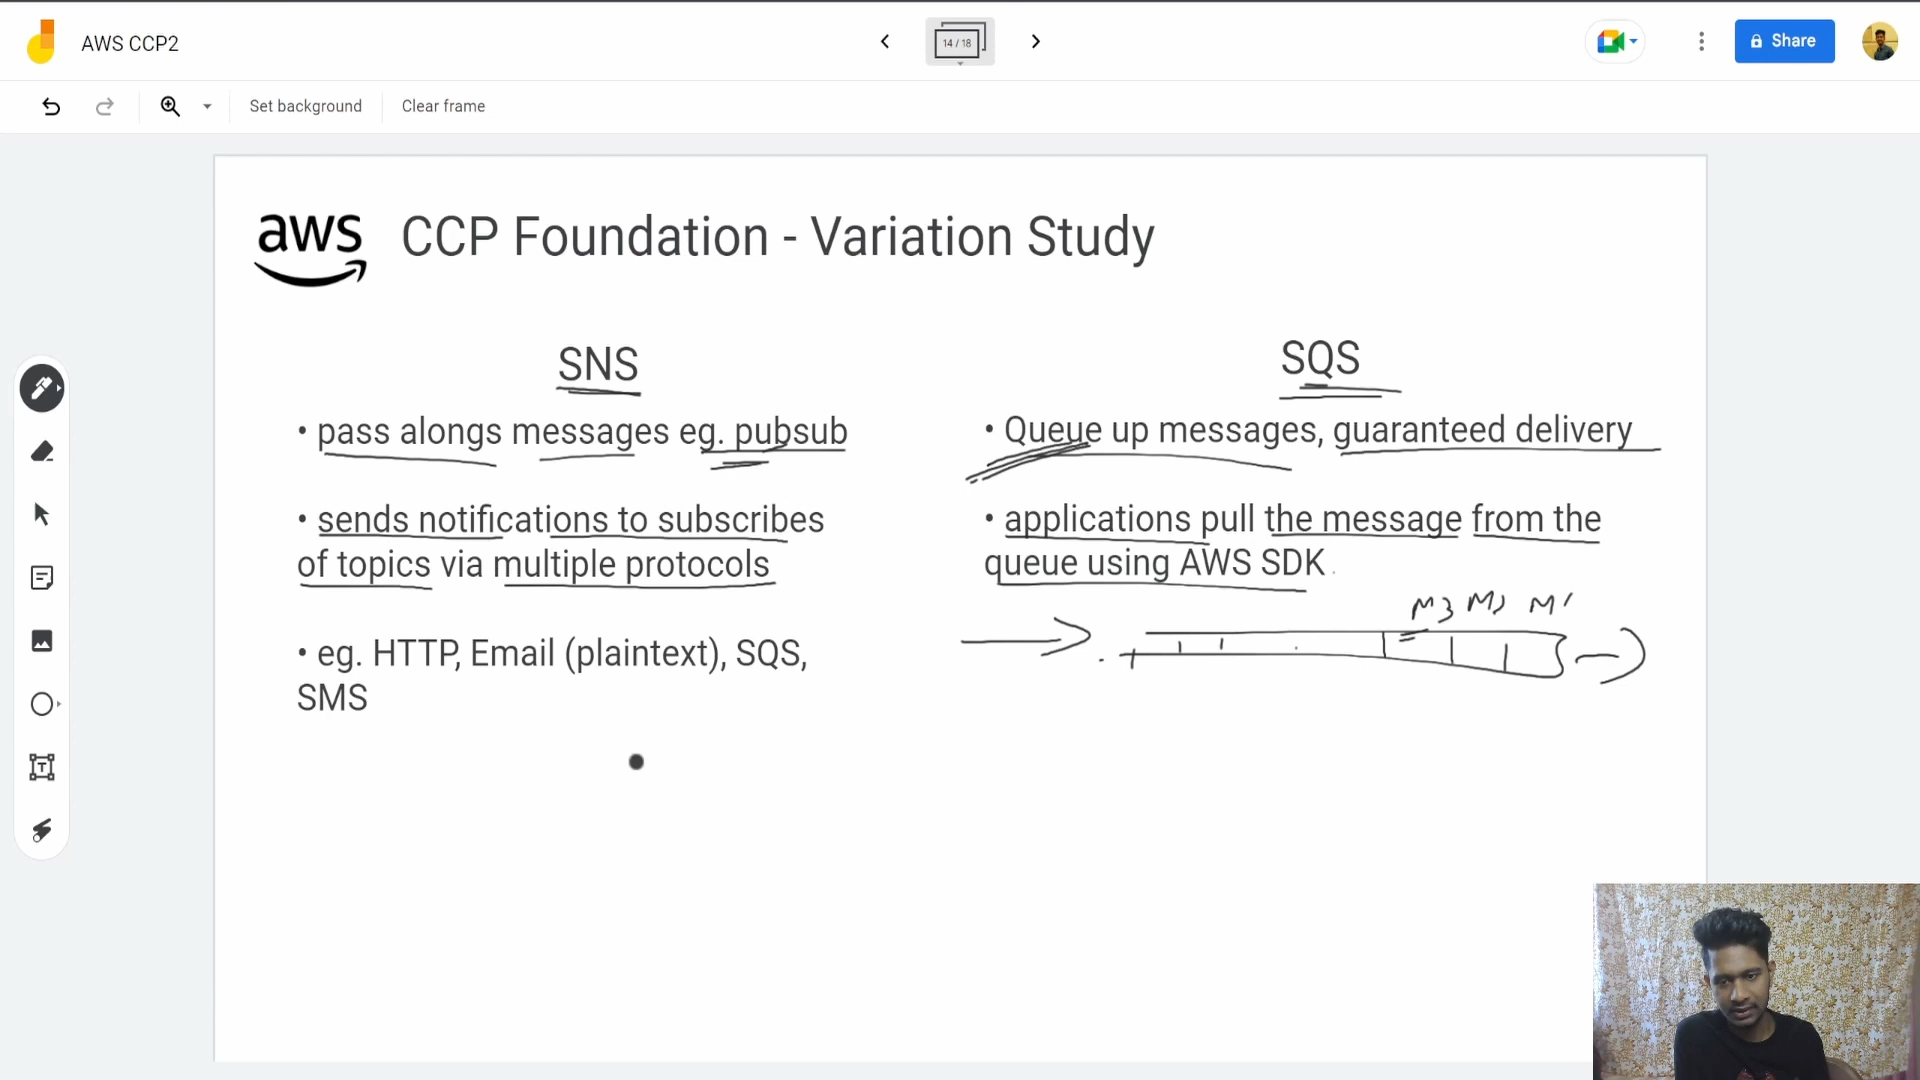 AWS CCP2
14 / 18
Share
Set background
Clear frame
aws
CCP Foundation - Variation Study
SNS
• pass alongs messages eg. pubsub
• sends notifications to subscribes
of topics via multiple protocols
• eg. HTTP, Email (plaintext), SQS,
SMS
SQS
• Queue up messages, guaranteed delivery
• applications pull the message from the
queue using AWS SDK
M3 M2 M1